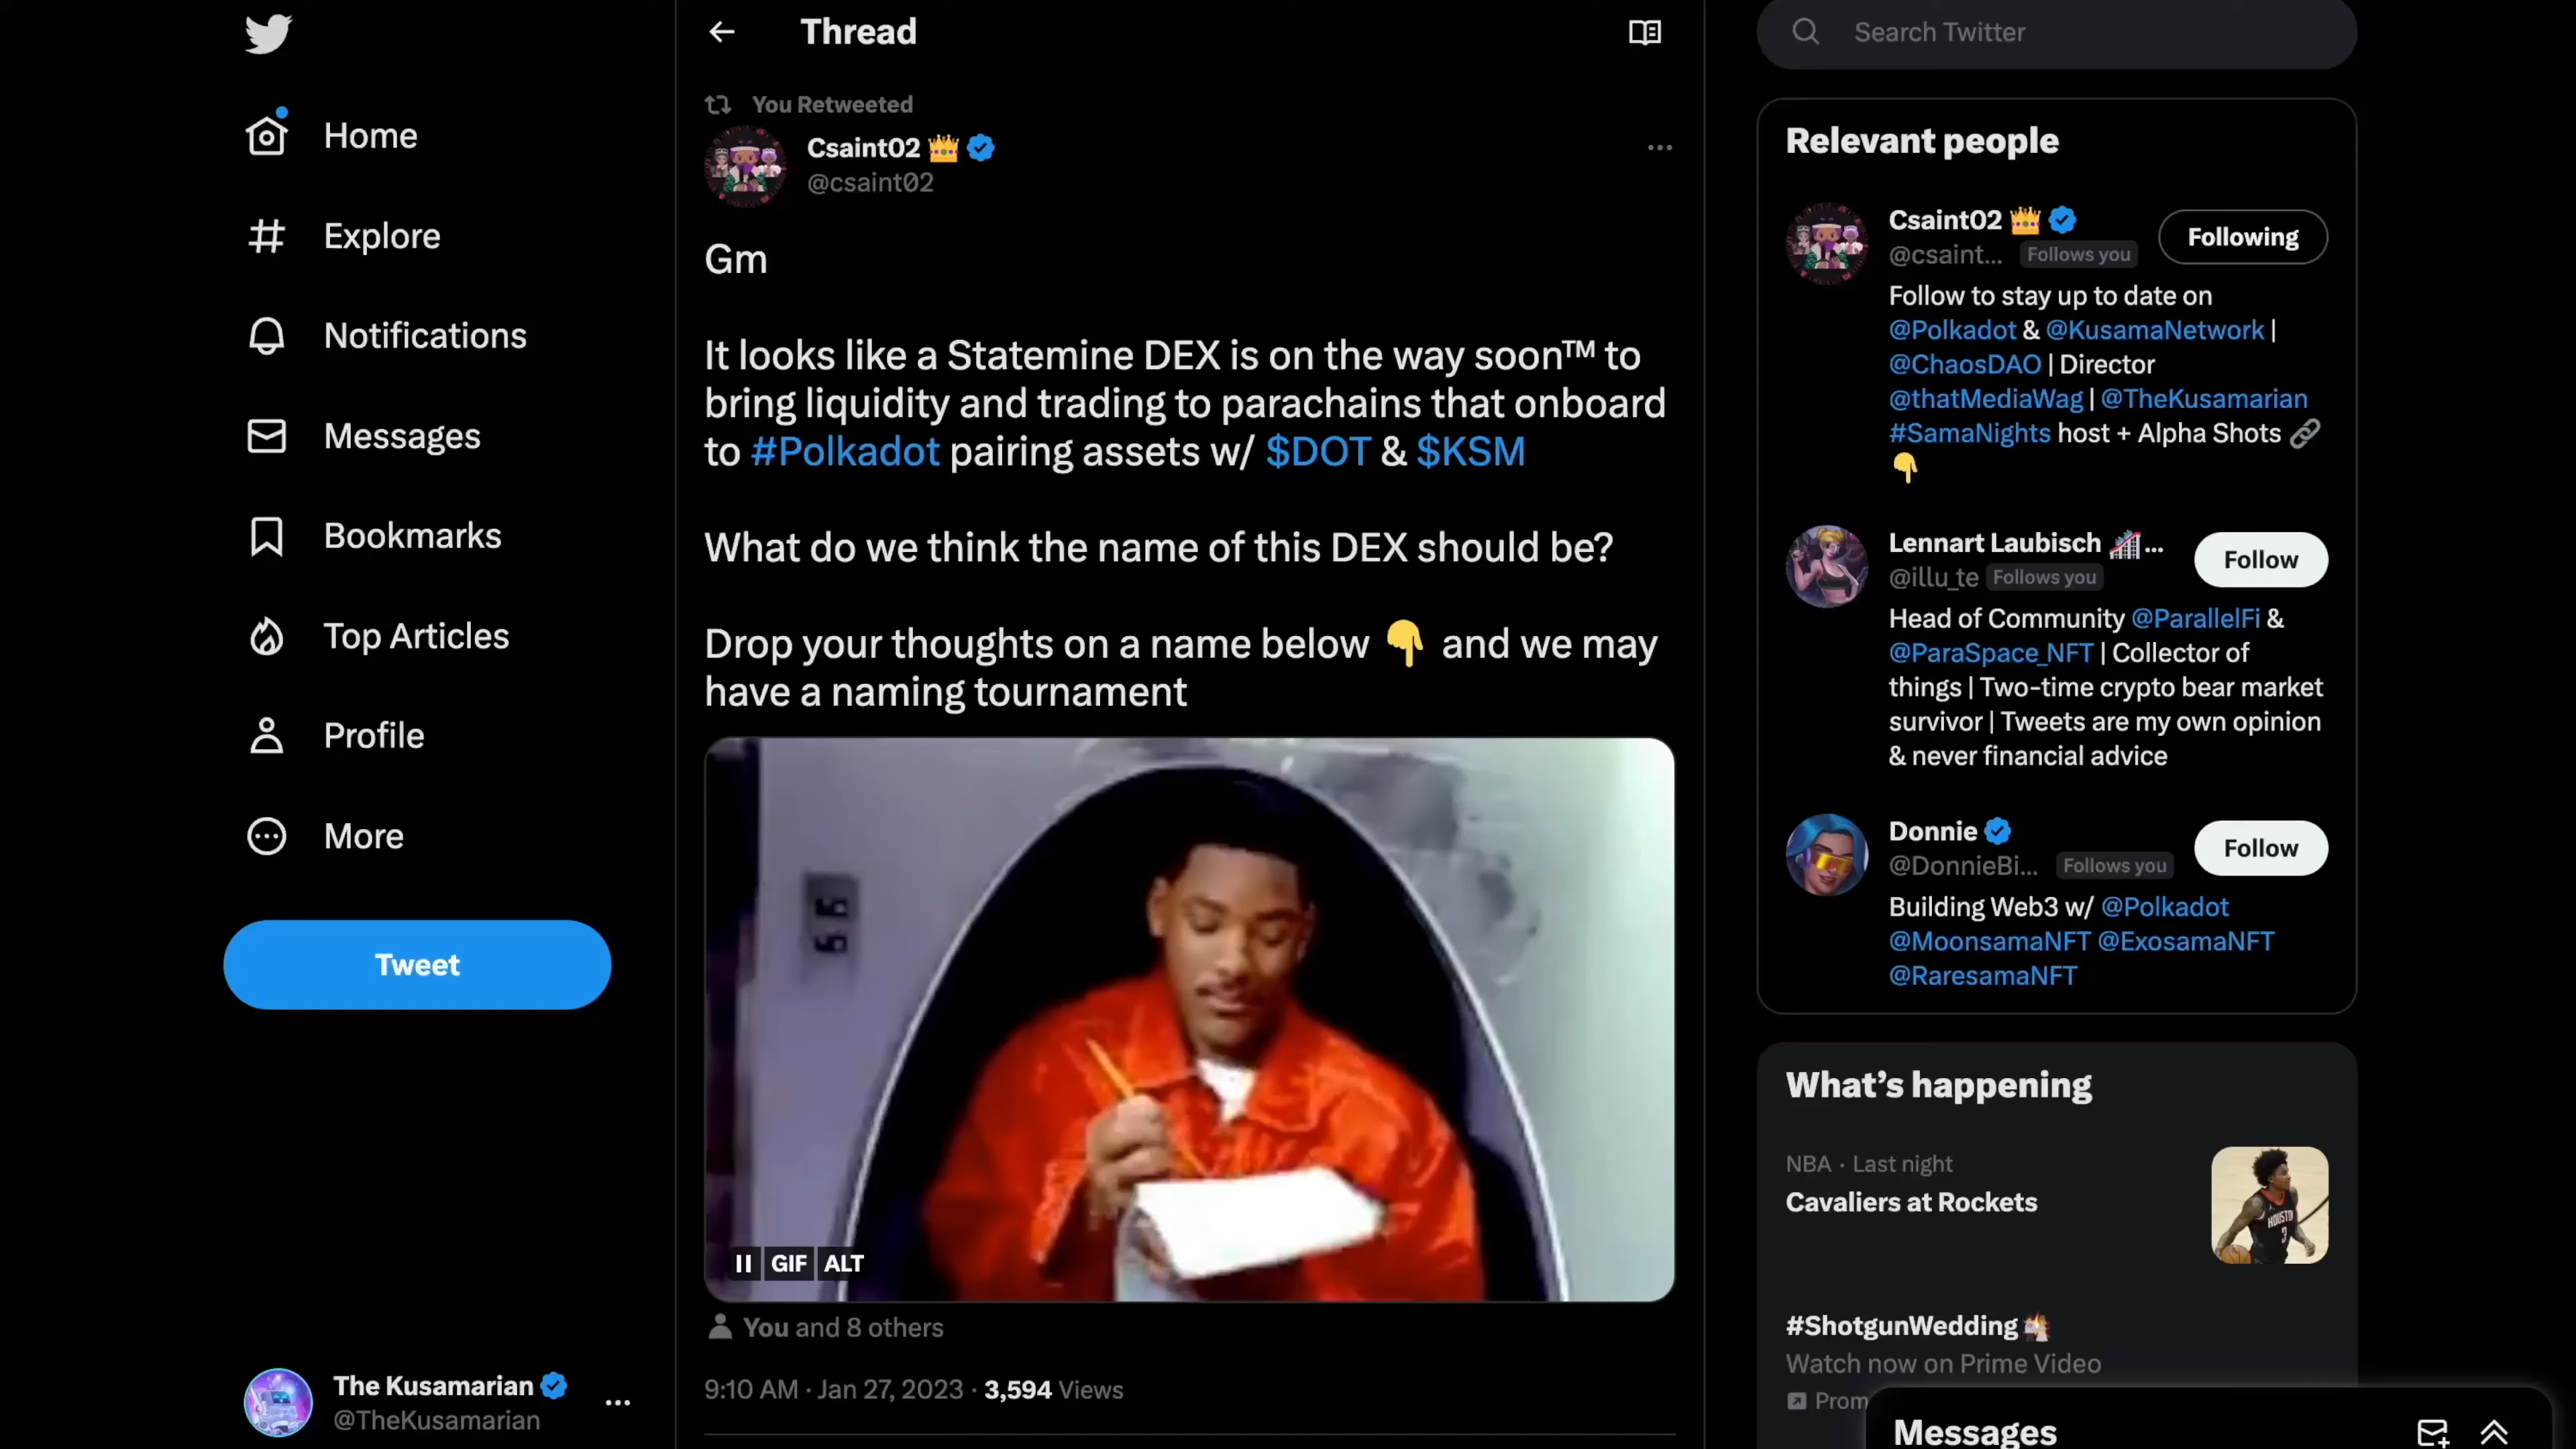 Home
Explore
Notifications
Messages
Bookmarks
Top Articles
Profile
More
Tweet
The Kusamarian
@TheKusamarian
Thread
You Retweeted
Csaint02 👑
@csaint02
Gm
It looks like a Statemine DEX is on the way soon™ to
bring liquidity and trading to parachains that onboard
to #Polkadot pairing assets w/ $DOT & $KSM
What do we think the name of this DEX should be?
Drop your thoughts on a name below 👇 and we may
have a naming tournament
GIF ALT
You and 8 others
9:10 AM · Jan 27, 2023 · 3,594 Views
Search Twitter
Relevant people
Csaint02 👑
@csaint... Follows you
Following
Follow to stay up to date on
@Polkadot & @KusamaNetwork |
@ChaosDAO | Director
@thatMediaWag | @TheKusamarian
#SamaNights host + Alpha Shots 🔗
👇
Lennart Laubisch 🎢...
@illu_te Follows you
Follow
Head of Community @ParallelFi &
@ParaSpace_NFT | Collector of
things | Two-time crypto bear market
survivor | Tweets are my own opinion
& never financial advice
Donnie
@DonnieBi... Follows you
Follow
Building Web3 w/ @Polkadot
@MoonsamaNFT @ExosamaNFT
@RaresamaNFT
What's happening
NBA · Last night
Cavaliers at Rockets
HOUSTON
3
#ShotgunWedding
Watch now on Prime Video
Prom
Messages